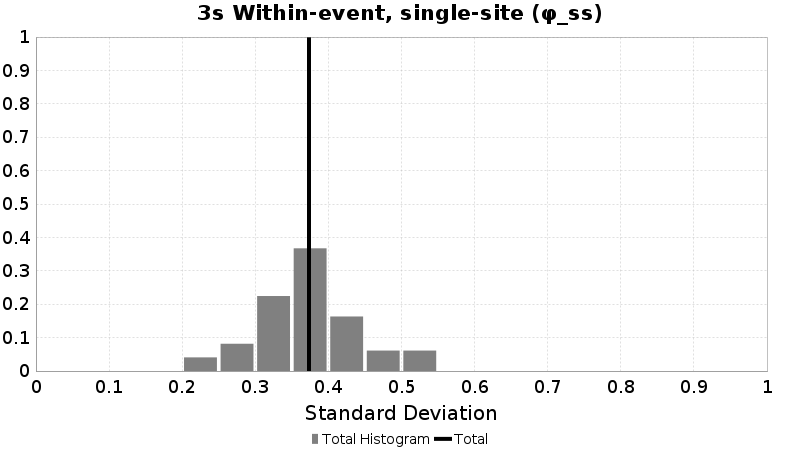 3s Within-event, single-site (φ_ss)
1
0.9
0.8
0.7
0.6
0.5
0.4
0.3
0.2
0.1
0
0 0.1 0.2 0.3 0.4 0.5 0.6 0.7 0.8 0.9 1
Standard Deviation
Total Histogram Total